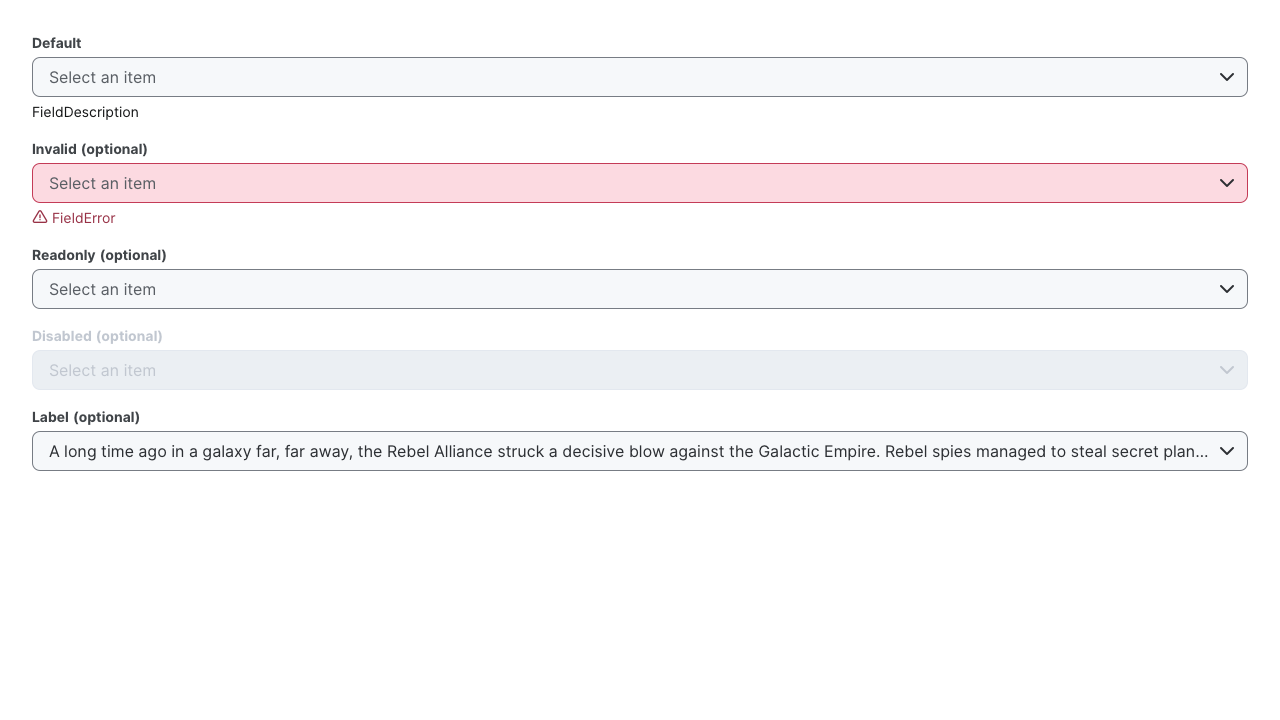 Default
Select an item
FieldDescription
Invalid (optional)
Select an item
FieldError
Readonly (optional)
Select an item
Disabled (optional)
Select an item
Label (optional)
A long time ago in a galaxy far, far away, the Rebel Alliance struck a decisive blow against the Galactic Empire. Rebel spies managed to steal secret plan...